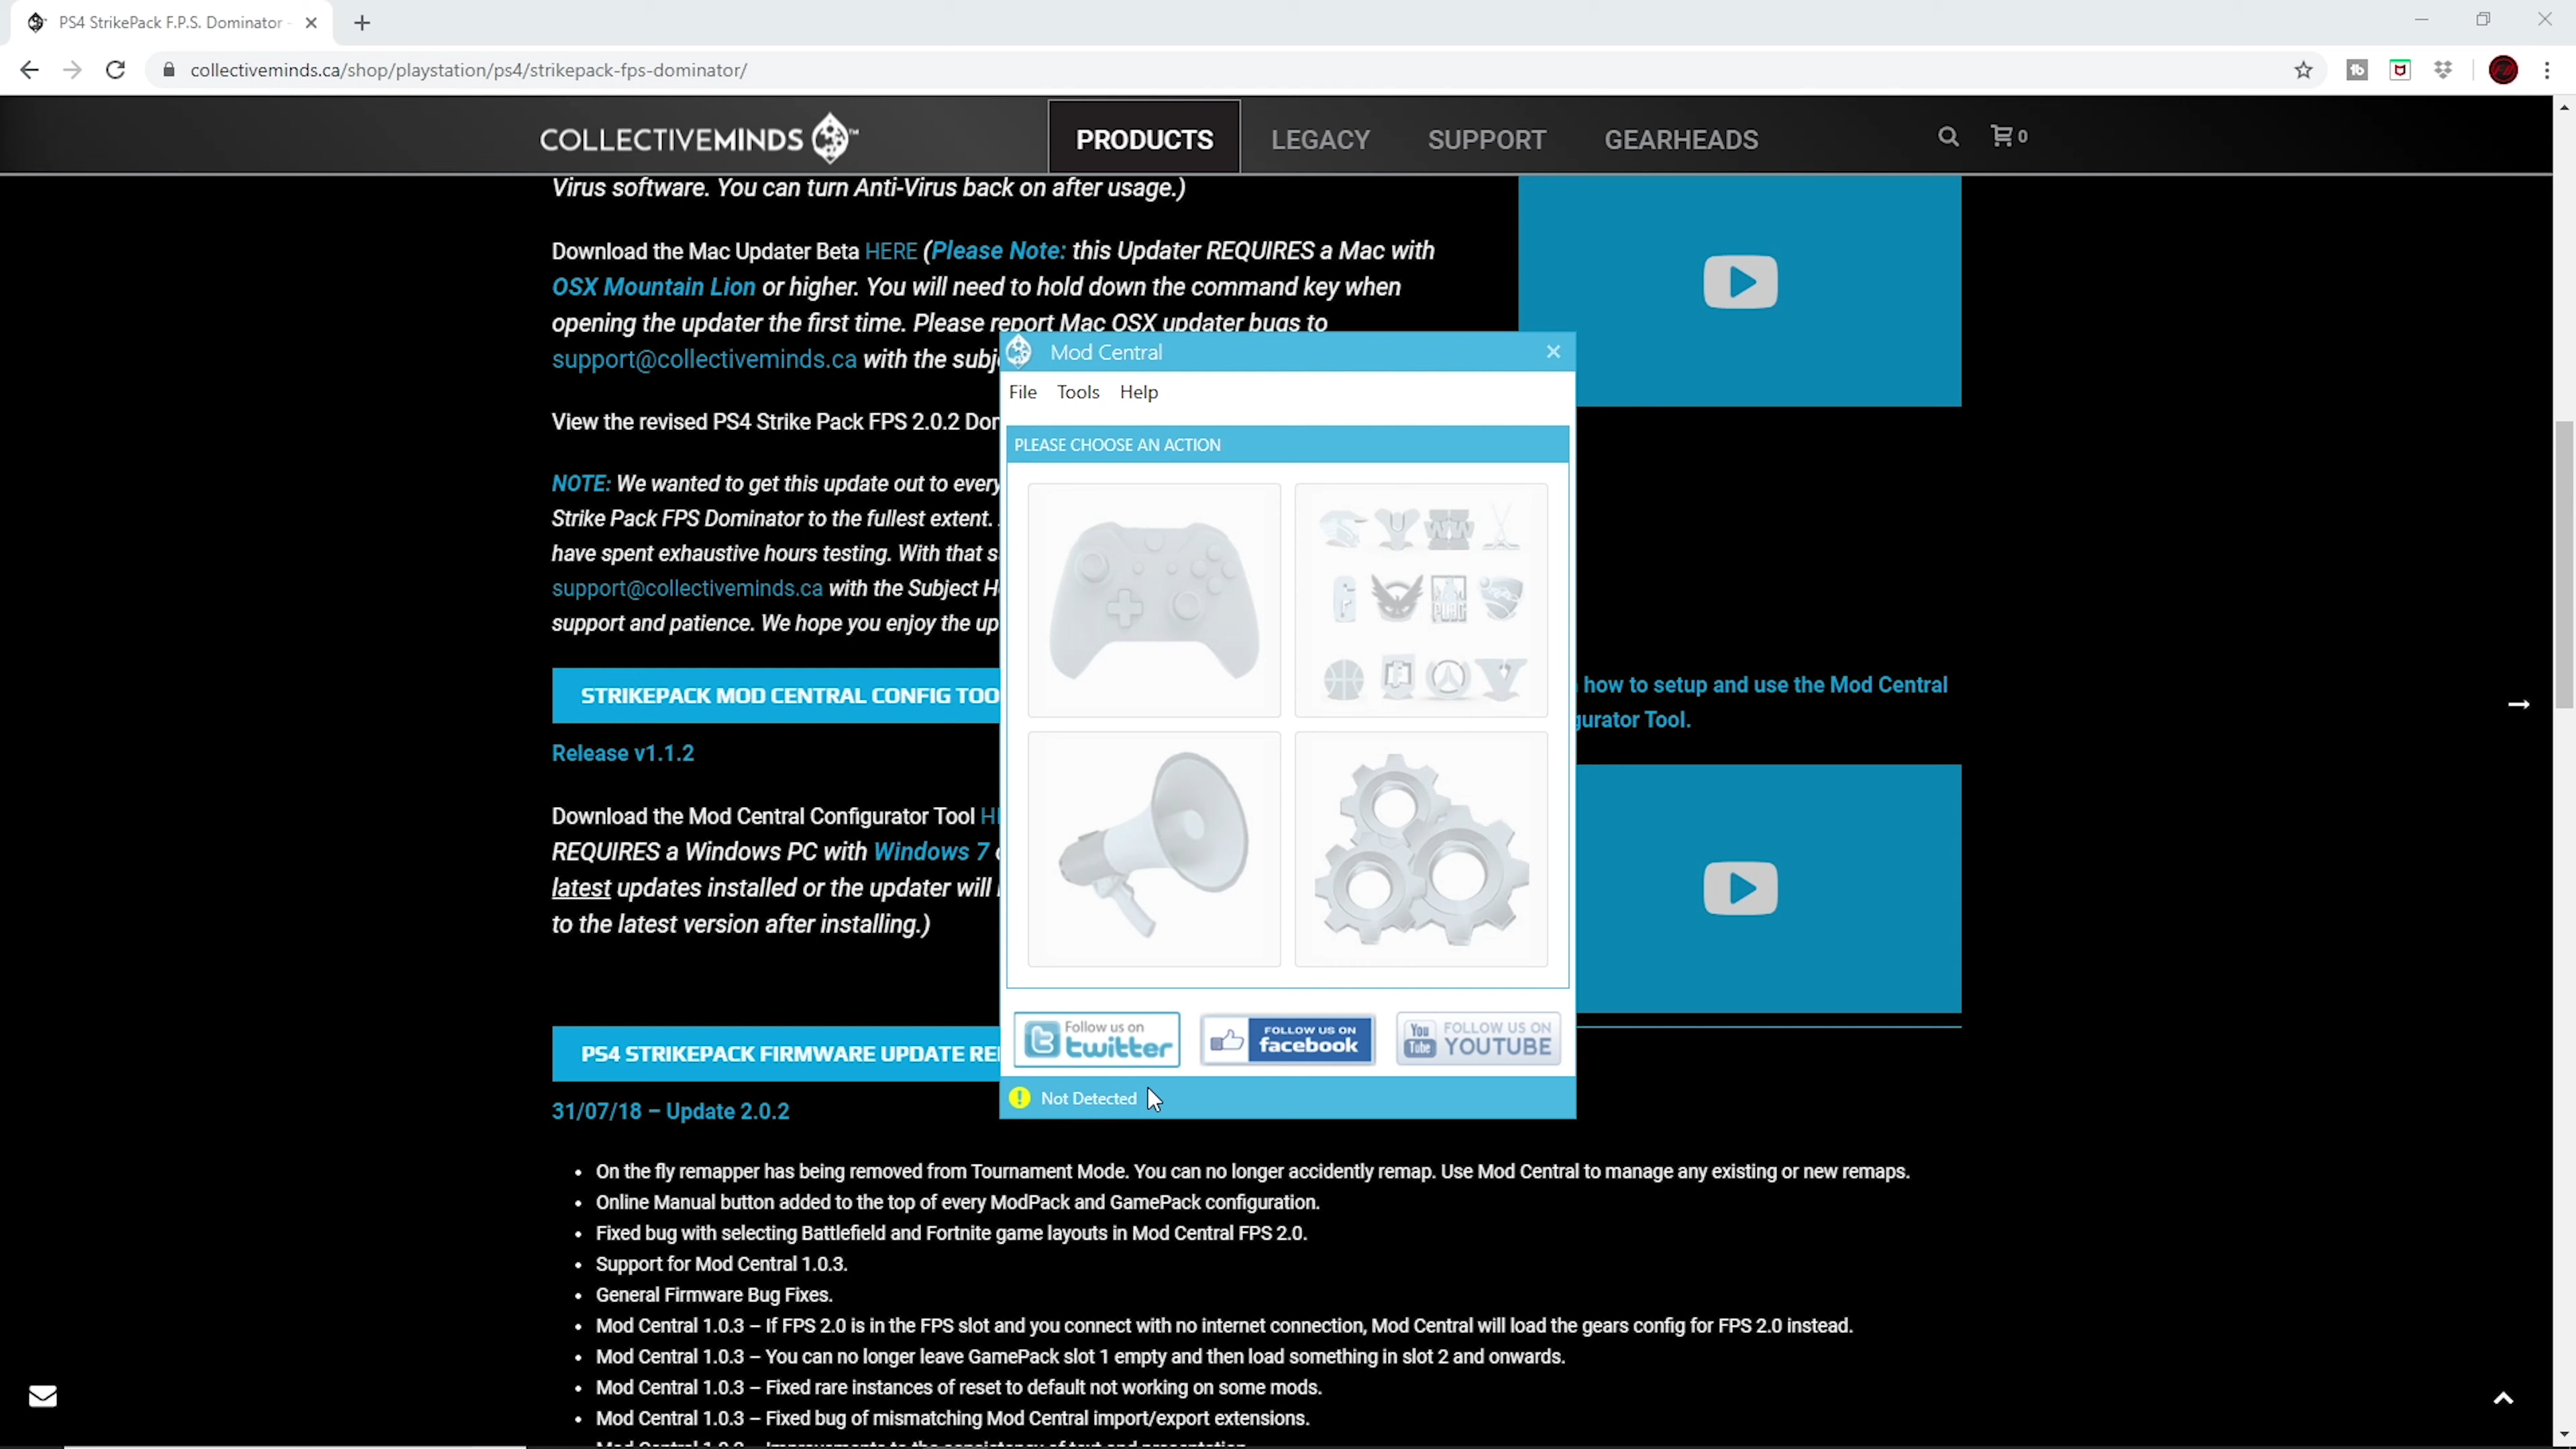 PS4 StrikePack F.P.S. Dominator -
collectiveminds.ca/shop/playstation/ps4/strikepack-fps-dominator/
COLLECTIVEMINDS™
PRODUCTS
LEGACY
SUPPORT
GEARHEADS
0
Virus software. You can turn Anti-Virus back on after usage.)
Download the Mac Updater Beta HERE (Please Note: this Updater REQUIRES a Mac with
OSX Mountain Lion or higher. You will need to hold down the command key when
opening the updater the first time. Please report Mac OSX updater bugs to
support@collectiveminds.ca with the subj
View the revised PS4 Strike Pack FPS 2.0.2 Dor
NOTE: We wanted to get this update out to every
Strike Pack FPS Dominator to the fullest extent.
have spent exhaustive hours testing. With that s
support@collectiveminds.ca with the Subject H
support and patience. We hope you enjoy the up
STRIKEPACK MOD CENTRAL CONFIG TOO
Release v1.1.2
Download the Mod Central Configurator Tool H
REQUIRES a Windows PC with Windows 7
latest updates installed or the updater will
to the latest version after installing.)
how to setup and use the Mod Central
gurator Tool.
Mod Central
File Tools Help
PLEASE CHOOSE AN ACTION
PUBG
Follow us on
twitter
FOLLOW US ON
facebook
You
Tube
FOLLOW US ON
YOUTUBE
Not Detected
PS4 STRIKEPACK FIRMWARE UPDATE RE
31/07/18 – Update 2.0.2
• On the fly remapper has being removed from Tournament Mode. You can no longer accidently remap. Use Mod Central to manage any existing or new remaps.
• Online Manual button added to the top of every ModPack and GamePack configuration.
• Fixed bug with selecting Battlefield and Fortnite game layouts in Mod Central FPS 2.0.
• Support for Mod Central 1.0.3.
• General Firmware Bug Fixes.
• Mod Central 1.0.3 – If FPS 2.0 is in the FPS slot and you connect with no internet connection, Mod Central will load the gears config for FPS 2.0 instead.
• Mod Central 1.0.3 – You can no longer leave GamePack slot 1 empty and then load something in slot 2 and onwards.
• Mod Central 1.0.3 – Fixed rare instances of reset to default not working on some mods.
• Mod Central 1.0.3 – Fixed bug of mismatching Mod Central import/export extensions.